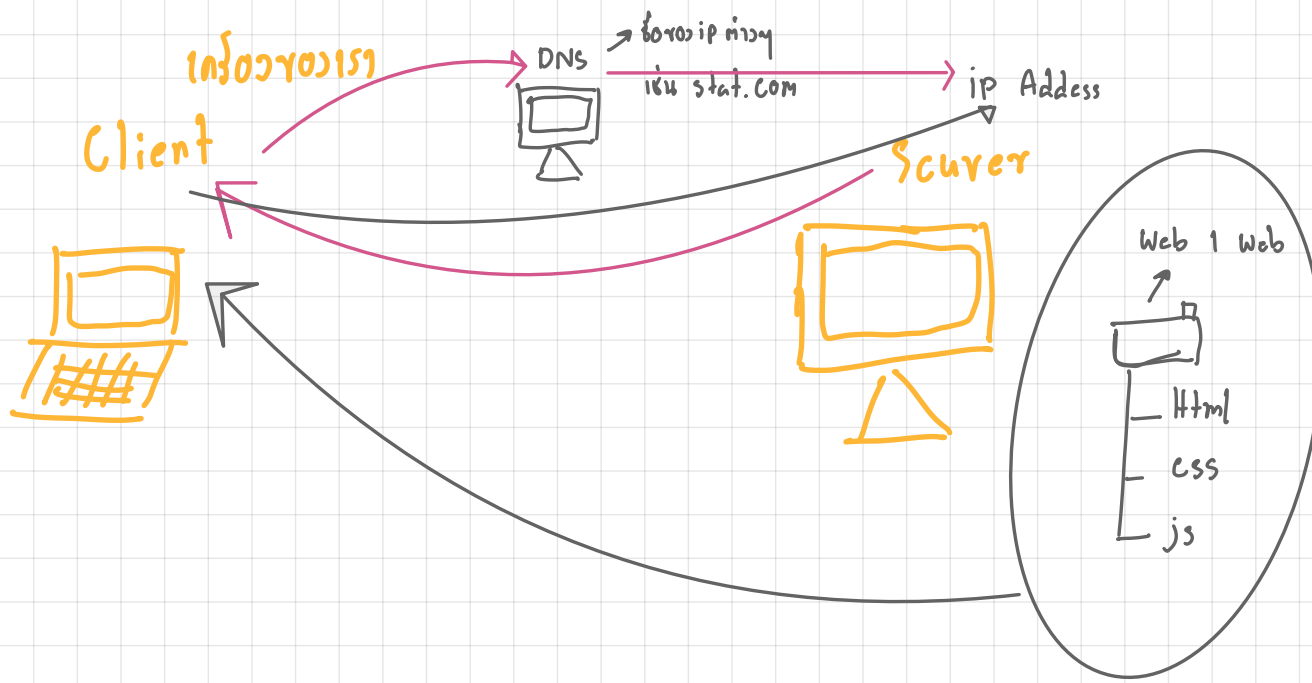 เครื่องของเรา
Client
DNS
ชื่อของ ip ต่างๆ
เช่น stat.com
ip Addess
Scuver
Web 1 Web
Html
css
js